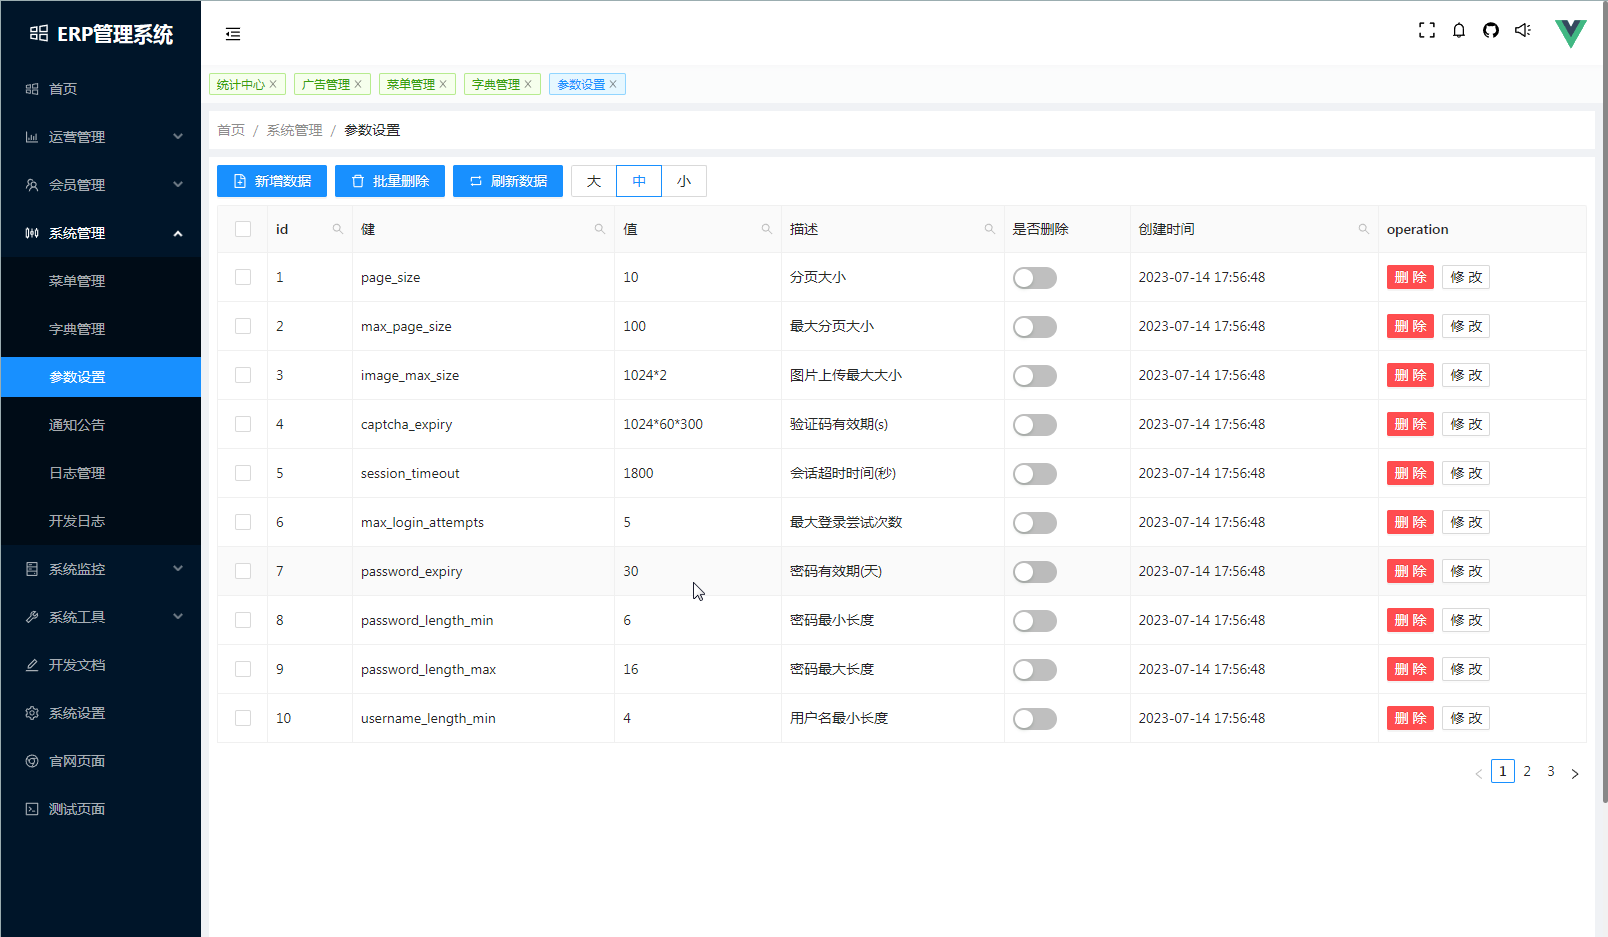 ERP管理系统
首页
运营管理
会员管理
系统管理
菜单管理
字典管理
参数设置
通知公告
日志管理
开发日志
系统监控
系统工具
开发文档
系统设置
官网页面
测试页面
统计中心 × 广告管理 × 菜单管理 × 字典管理 × 参数设置 ×
首页 / 系统管理 / 参数设置
新增数据 批量删除 刷新数据 大 中 小
id 健 值 描述 是否删除 创建时间 operation
1 page_size 10 分页大小 2023-07-14 17:56:48 删 除 修 改
2 max_page_size 100 最大分页大小 2023-07-14 17:56:48 删 除 修 改
3 image_max_size 1024*2 图片上传最大大小 2023-07-14 17:56:48 删 除 修 改
4 captcha_expiry 1024*60*300 验证码有效期(s) 2023-07-14 17:56:48 删 除 修 改
5 session_timeout 1800 会话超时时间(秒) 2023-07-14 17:56:48 删 除 修 改
6 max_login_attempts 5 最大登录尝试次数 2023-07-14 17:56:48 删 除 修 改
7 password_expiry 30 密码有效期(天) 2023-07-14 17:56:48 删 除 修 改
8 password_length_min 6 密码最小长度 2023-07-14 17:56:48 删 除 修 改
9 password_length_max 16 密码最大长度 2023-07-14 17:56:48 删 除 修 改
10 username_length_min 4 用户名最小长度 2023-07-14 17:56:48 删 除 修 改
< 1 2 3 >